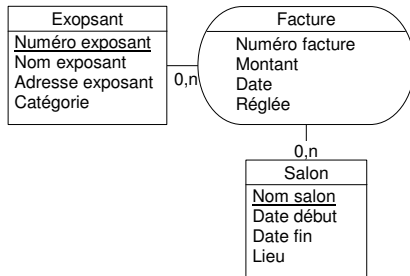 Exopsant
Numéro exposant
Nom exposant
Adresse exposant
Catégorie
0,n
Facture
Numéro facture
Montant
Date
Réglée
0,n
Salon
Nom salon
Date début
Date fin
Lieu